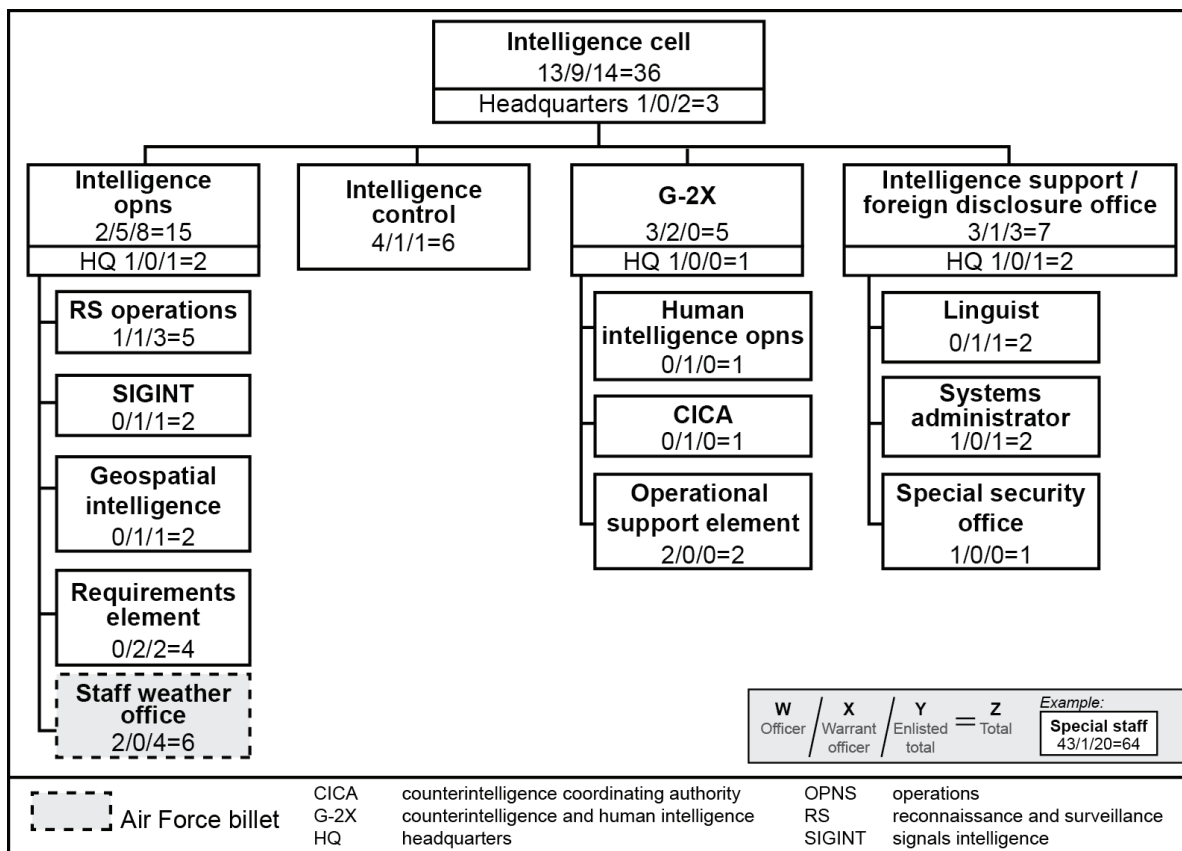 Intelligence cell
13/9/14=36
Headquarters 1/0/2=3
Intelligence
opns
2/5/8=15
HQ 1/0/1=2
RS operations
1/1/3=5
SIGINT
0/1/1=2
Geospatial
intelligence
0/1/1=2
Requirements
element
0/2/2=4
Staff weather
office
2/0/4=6
Intelligence
control
4/1/1=6
G-2X
3/2/0=5
HQ 1/0/0=1
Human
intelligence opns
0/1/0=1
CICA
0/1/0=1
Operational
support element
2/0/0=2
Intelligence support /
foreign disclosure office
3/1/3=7
HQ 1/0/1=2
Linguist
0/1/1=2
Systems
administrator
1/0/1=2
Special security
office
1/0/0=1
W / X / Y = Z
Officer Warrant officer Enlisted total Total
Example:
Special staff
43/1/20=64
Air Force billet
CICA counterintelligence coordinating authority
G-2X counterintelligence and human intelligence
HQ headquarters
OPNS operations
RS reconnaissance and surveillance
SIGINT signals intelligence